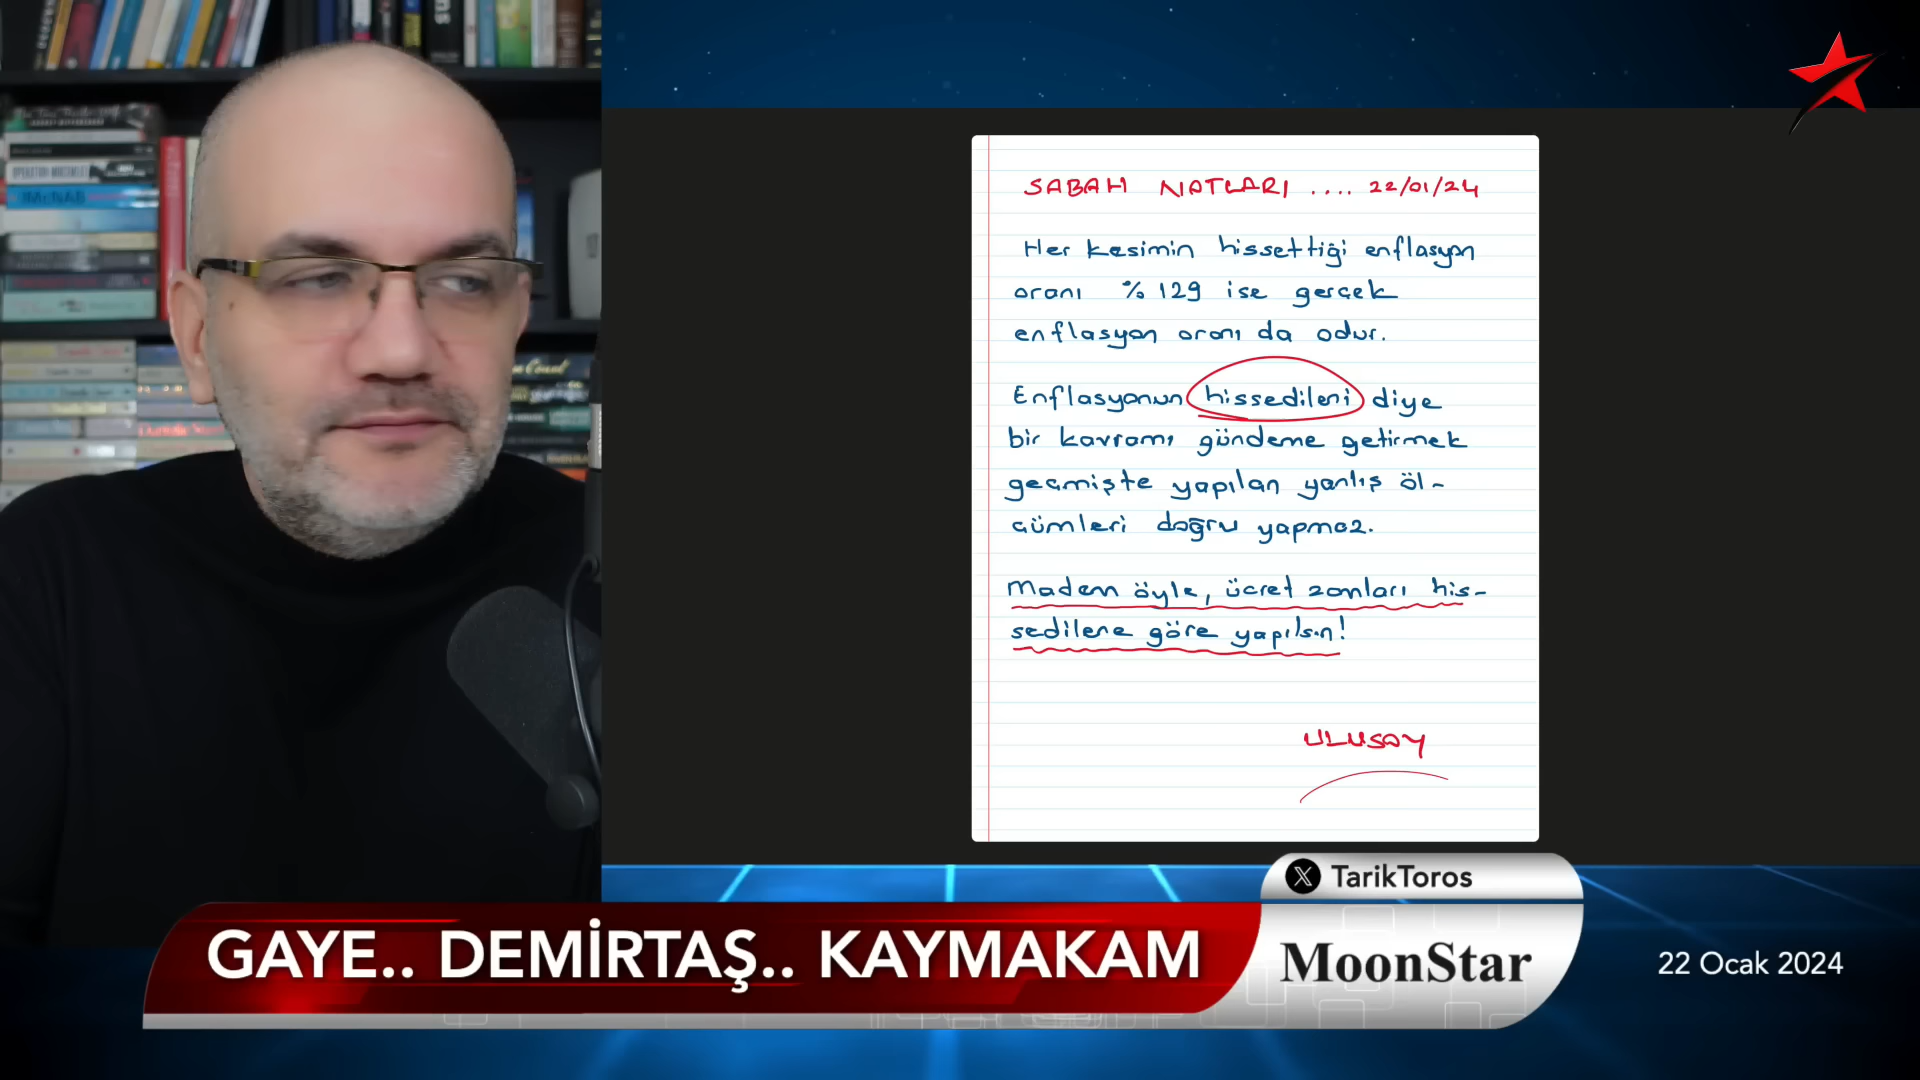 SABAH NOTLARI .... 22/01/24
Her kesimin hissettiği enflasyon
oranı % 129 ise gerçek
enflasyon oranı da odur.
Enflasyonun hissedileni diye
bir kavramı gündeme getirmek
geçmişte yapılan yanlış öl-
çümleri doğru yapmaz.
Madem öyle, ücret zamları his-
sedilene göre yapılsın!
ULUSOY
X TarikToros
GAYE.. DEMİRTAŞ.. KAYMAKAM
MoonStar
22 Ocak 2024